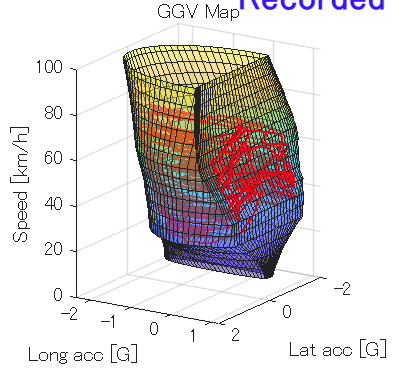 Recorded
GGV Map
100
80
60
40
20
0
Speed [km/h]
-2
-1
0
1
Long acc [G]
2
0
-2
Lat acc [G]